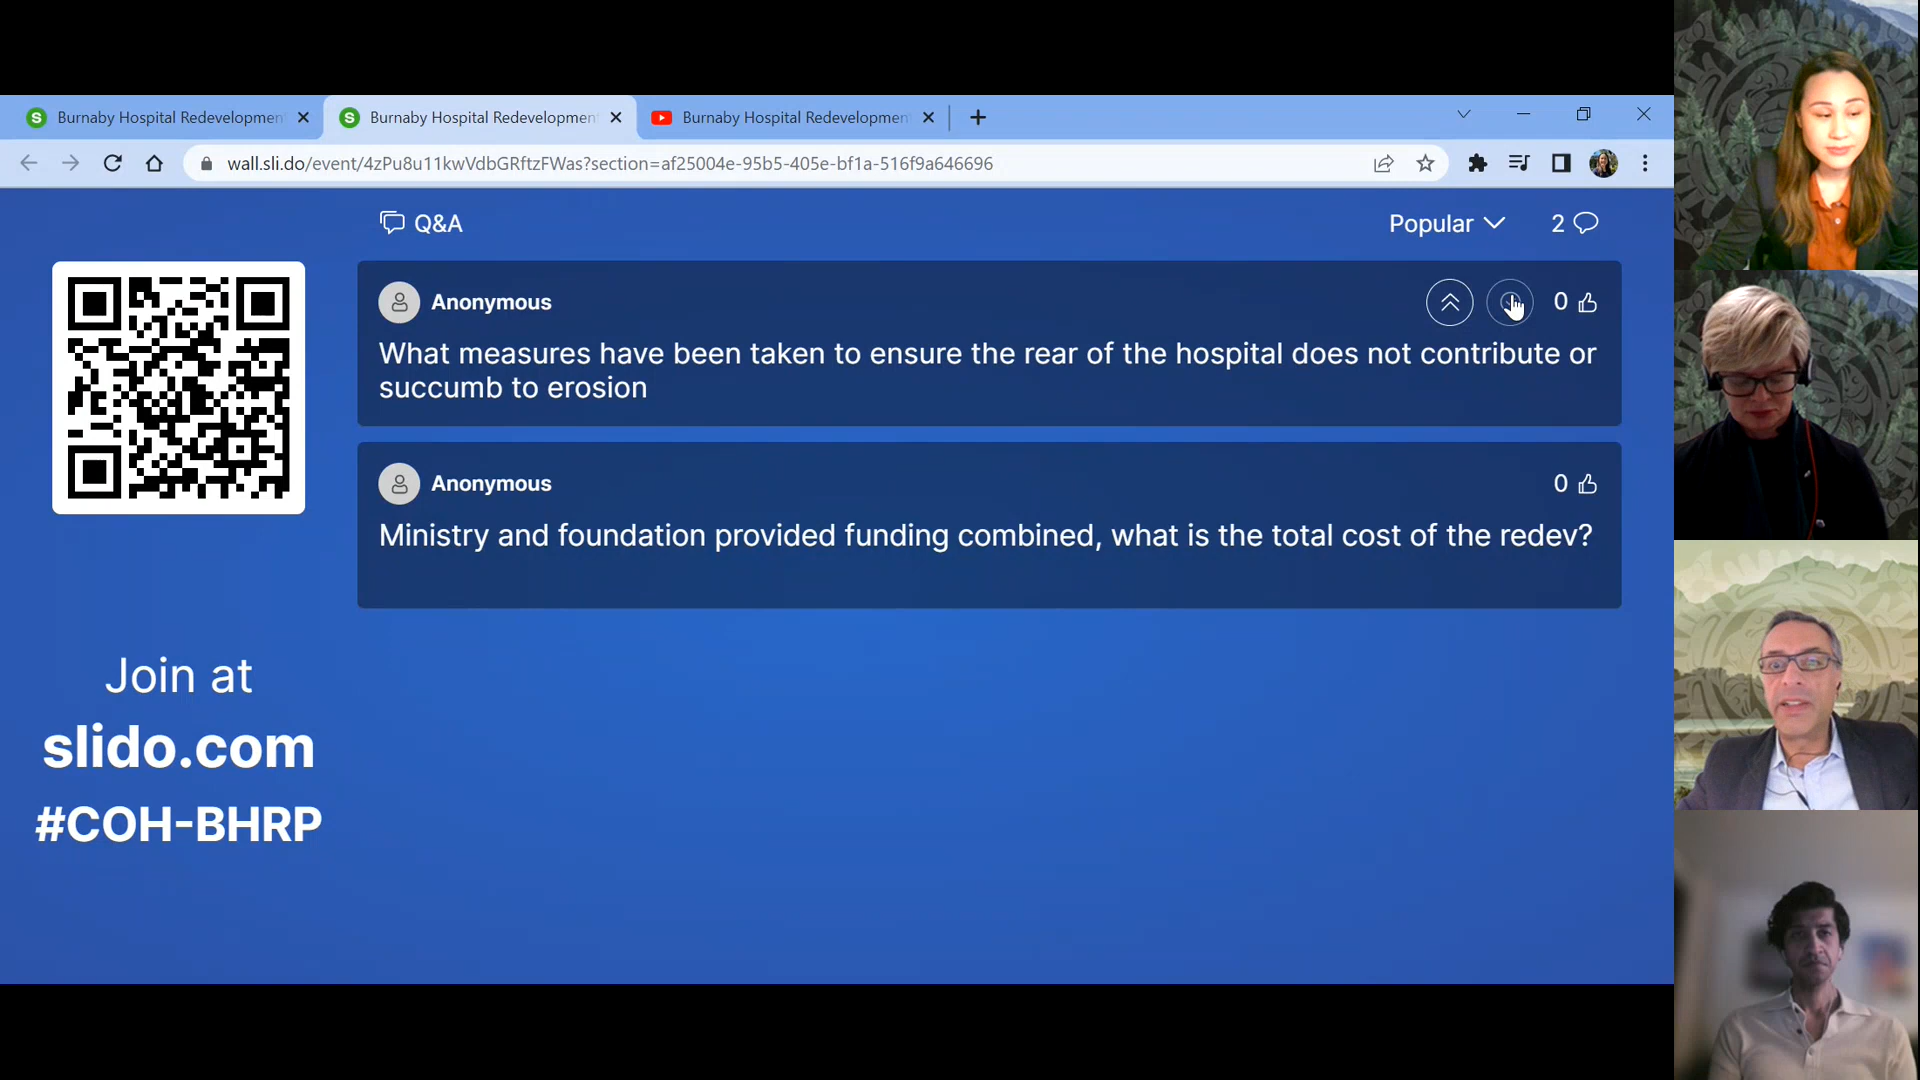 Burnaby Hospital Redevelopmen
Burnaby Hospital Redevelopmen
Burnaby Hospital Redevelopmen
wall.sli.do/event/4zPu8u11kwVdbGRftzFWas?section=af25004e-95b5-405e-bf1a-516f9a646696
Q&A
Popular
2
Anonymous
0
What measures have been taken to ensure the rear of the hospital does not contribute or
succumb to erosion
Anonymous
0
Ministry and foundation provided funding combined, what is the total cost of the redev?
Join at
slido.com
#COH-BHRP